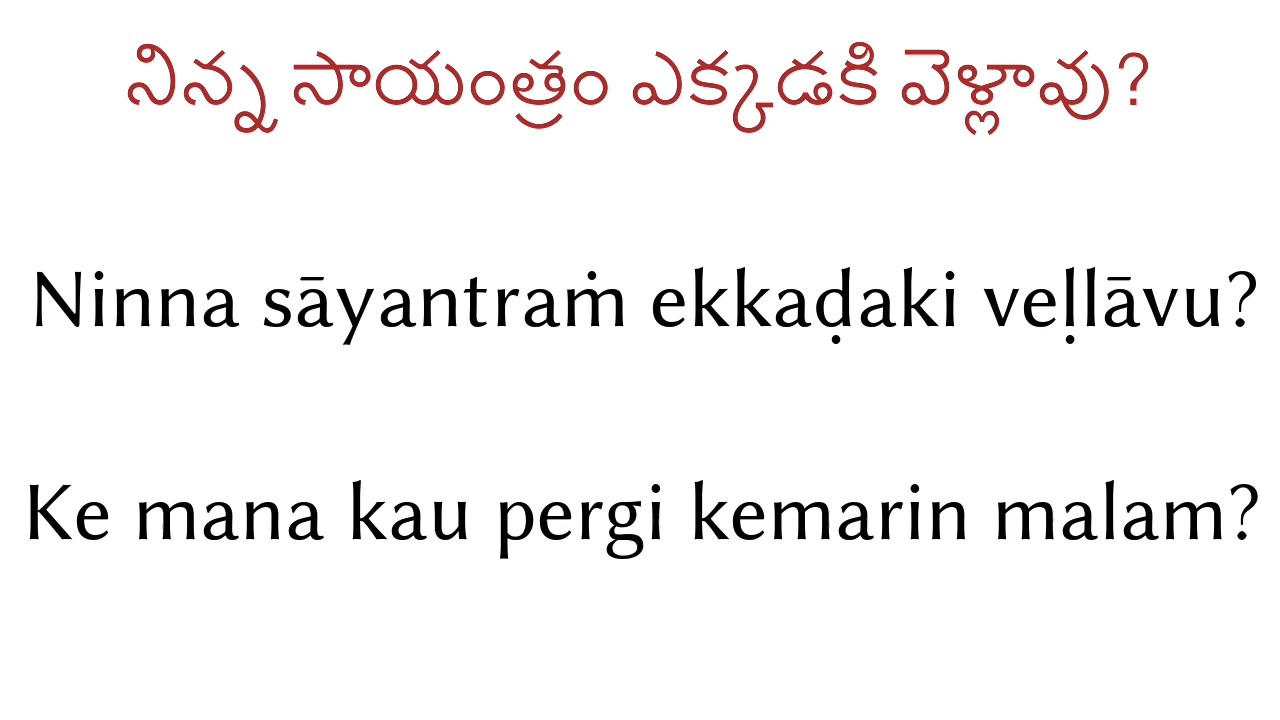 నిన్న సాయంత్రం ఎక్కడకి వెళ్లావు?
Ninna sāyantraṁ ekkaḍaki veḷlāvu?
Ke mana kau pergi kemarin malam?